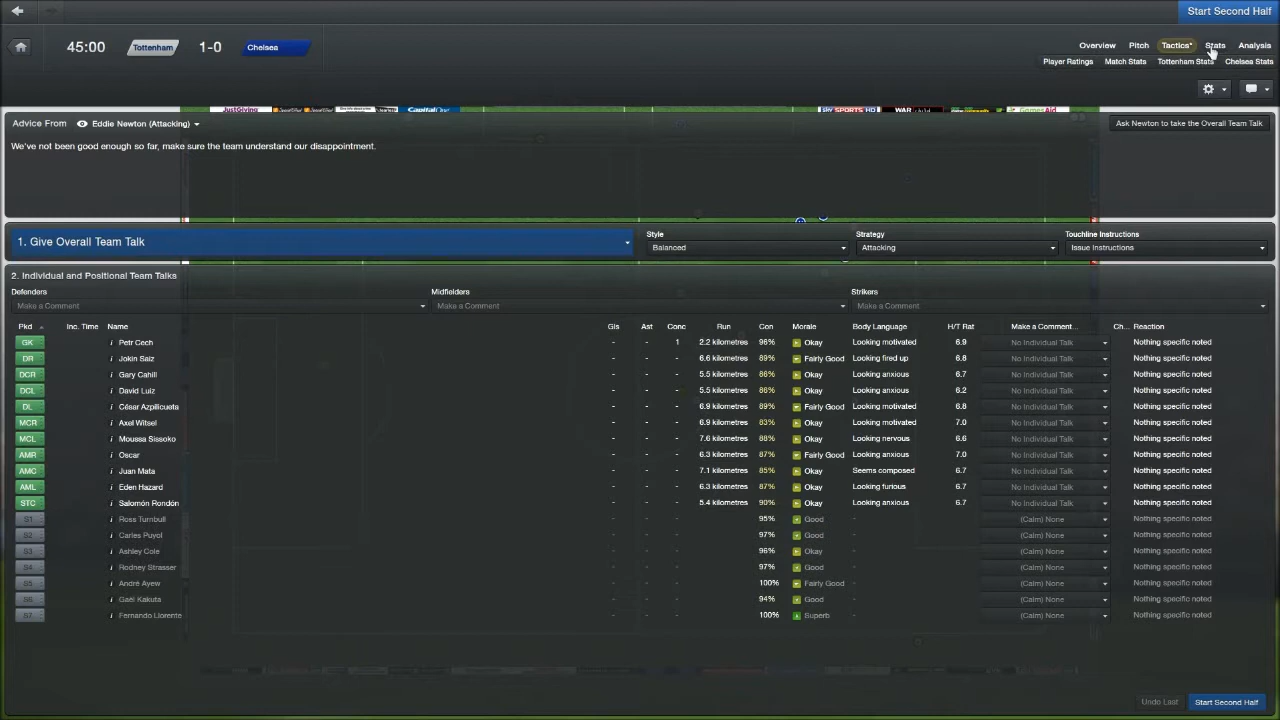 Start Second Half
45:00 Tottenham 1-0 Chelsea
Overview Pitch Tactics* Stats Analysis
Player Ratings Match Stats Tottenham Stats Chelsea Stats
JustGiving CapitalOne SKY SPORTS HD WAR child GamesAid
Advice From Eddie Newton (Attacking) Ask Newton to take the Overall Team Talk
We've not been good enough so far, make sure the team understand our disappointment.
1. Give Overall Team Talk
Style Strategy Touchline Instructions
Balanced Attacking Issue Instructions
2. Individual and Positional Team Talks
Defenders Midfielders Strikers
Make a Comment Make a Comment Make a Comment
Pkd Inc. Time Name Gls Ast Conc Run Con Morale Body Language H/T Rat Make a Comment... Ch... Reaction
GK i Petr Cech - - 1 2.2 kilometres 96% Okay Looking motivated 6.9 No Individual Talk Nothing specific noted
DR i Jokin Saiz - - - 6.6 kilometres 89% Fairly Good Looking fired up 6.8 No Individual Talk Nothing specific noted
DCR i Gary Cahill - - - 5.5 kilometres 86% Okay Looking anxious 6.7 No Individual Talk Nothing specific noted
DCL i David Luiz - - - 5.5 kilometres 86% Okay Looking anxious 6.2 No Individual Talk Nothing specific noted
DL i César Azpilicueta - - - 6.9 kilometres 89% Fairly Good Looking motivated 6.8 No Individual Talk Nothing specific noted
MCR i Axel Witsel - - - 6.9 kilometres 83% Okay Looking motivated 7.0 No Individual Talk Nothing specific noted
MCL i Moussa Sissoko - - - 7.6 kilometres 88% Okay Looking nervous 6.6 No Individual Talk Nothing specific noted
AMR i Oscar - - - 6.3 kilometres 87% Fairly Good Looking anxious 7.0 No Individual Talk Nothing specific noted
AMC i Juan Mata - - - 7.1 kilometres 85% Okay Seems composed 6.7 No Individual Talk Nothing specific noted
AML i Eden Hazard - - - 6.3 kilometres 87% Okay Looking furious 6.7 No Individual Talk Nothing specific noted
STC i Salomón Rondón - - - 5.4 kilometres 90% Okay Looking anxious 6.7 No Individual Talk Nothing specific noted
S1 i Ross Turnbull 95% Good - (Calm) None Nothing specific noted
S2 i Carles Puyol 97% Good - (Calm) None Nothing specific noted
S3 i Ashley Cole 96% Okay - (Calm) None Nothing specific noted
S4 i Rodney Strasser 97% Good - (Calm) None Nothing specific noted
S5 i André Ayew 100% Fairly Good - (Calm) None Nothing specific noted
S6 i Gaël Kakuta 94% Good - (Calm) None Nothing specific noted
S7 i Fernando Llorente 100% Superb - (Calm) None Nothing specific noted
Undo Last Start Second Half